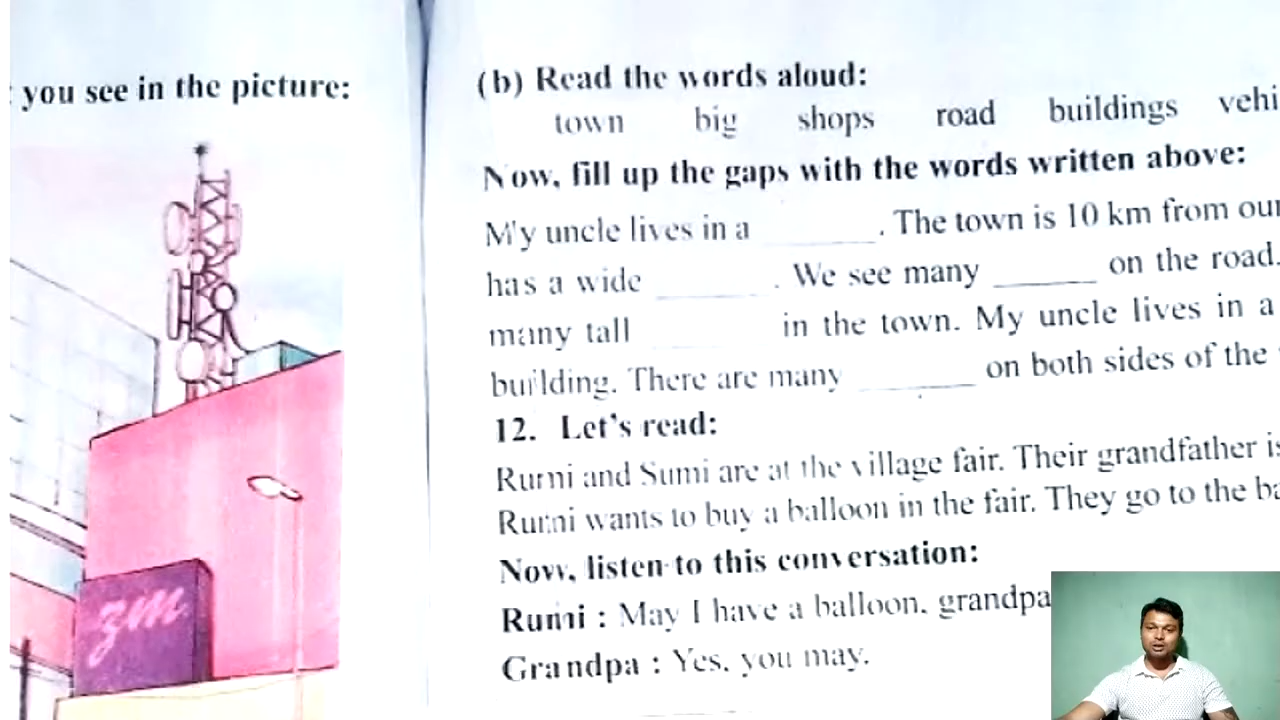 you see in the picture:
zm
(b) Read the words aloud:
town big shops road buildings vehi
Now, fill up the gaps with the words written above:
My uncle lives in a ______. The town is 10 km from our
has a wide ______. We see many ______ on the road.
many tall ______ in the town. My uncle lives in a
building. There are many ______ on both sides of the
12. Let's read:
Rumi and Sumi are at the village fair. Their grandfather is
Rumi wants to buy a balloon in the fair. They go to the ba
Now, listen to this conversation:
Rumi : May I have a balloon, grandpa
Grandpa : Yes, you may.